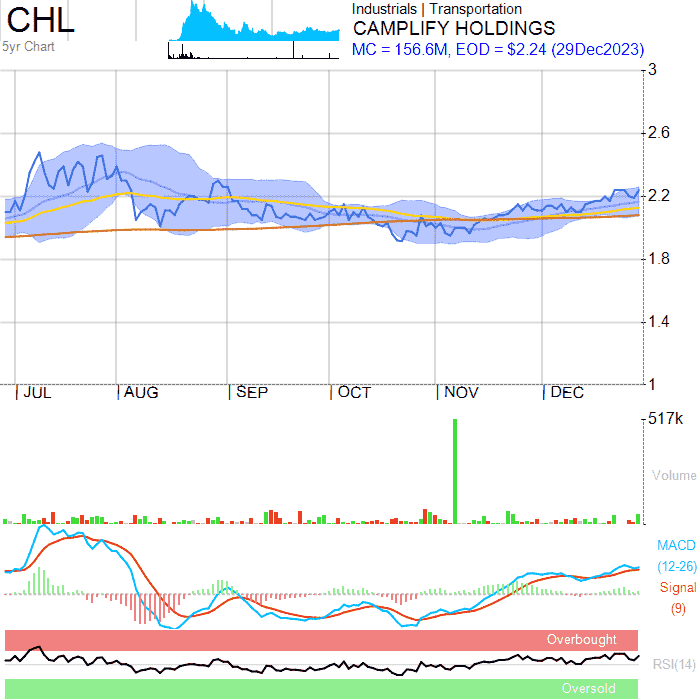 CHL
5yr Chart
Industrials | Transportation
CAMPLIFY HOLDINGS
MC = 156.6M, EOD = $2.24 (29Dec2023)
3
2.6
2.2
1.8
1.4
1
JUL AUG SEP OCT NOV DEC
517k
Volume
MACD
(12-26)
Signal
(9)
Overbought
RSI(14)
Oversold